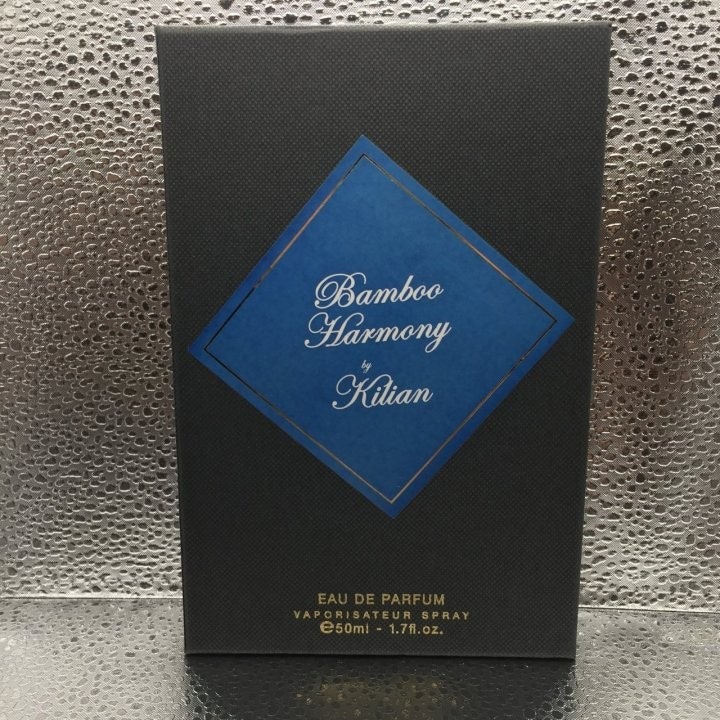 Bamboo
Harmony
by
Kilian
EAU DE PARFUM
VAPORISATEUR SPRAY
℮50ml - 1.7fl.oz.